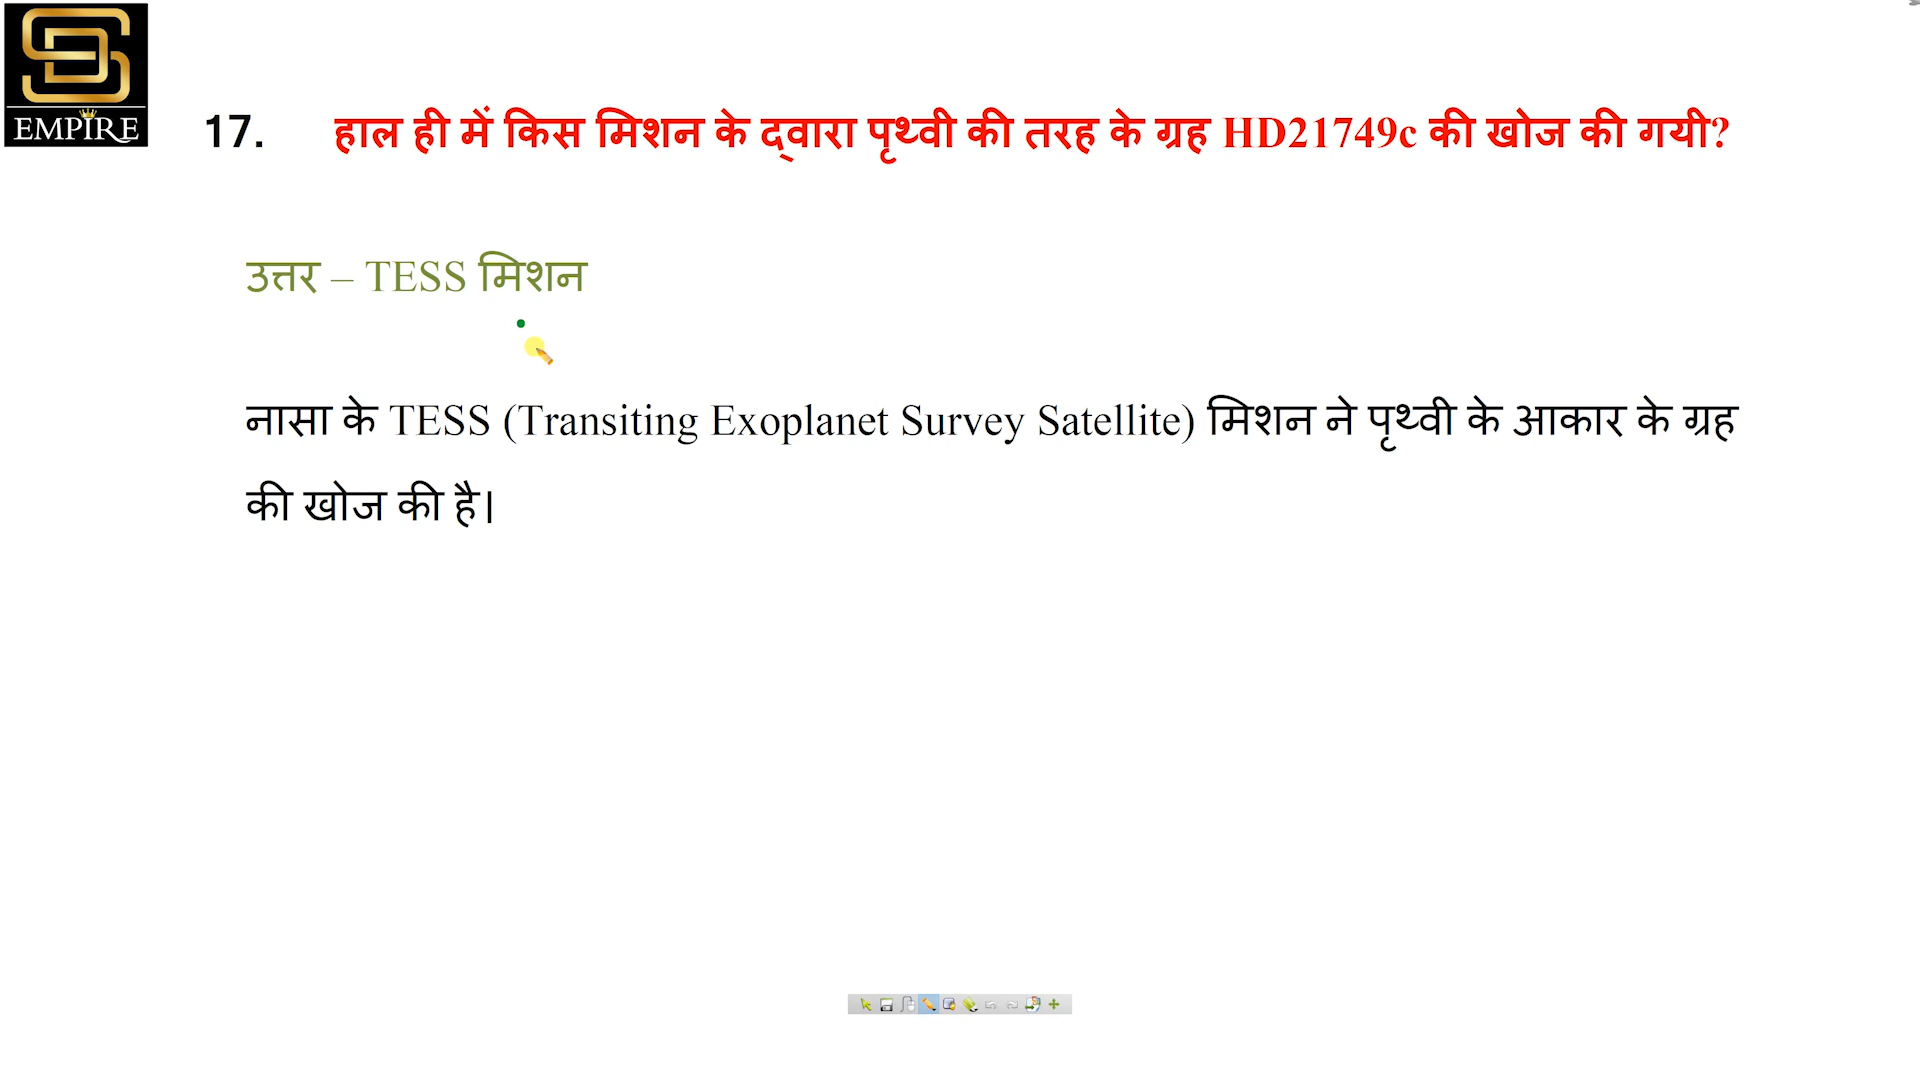 EMPIRE
17. हाल ही में किस मिशन के द्वारा पृथ्वी की तरह के ग्रह HD21749c की खोज की गयी?
उत्तर – TESS मिशन
नासा के TESS (Transiting Exoplanet Survey Satellite) मिशन ने पृथ्वी के आकार के ग्रह
की खोज की है।